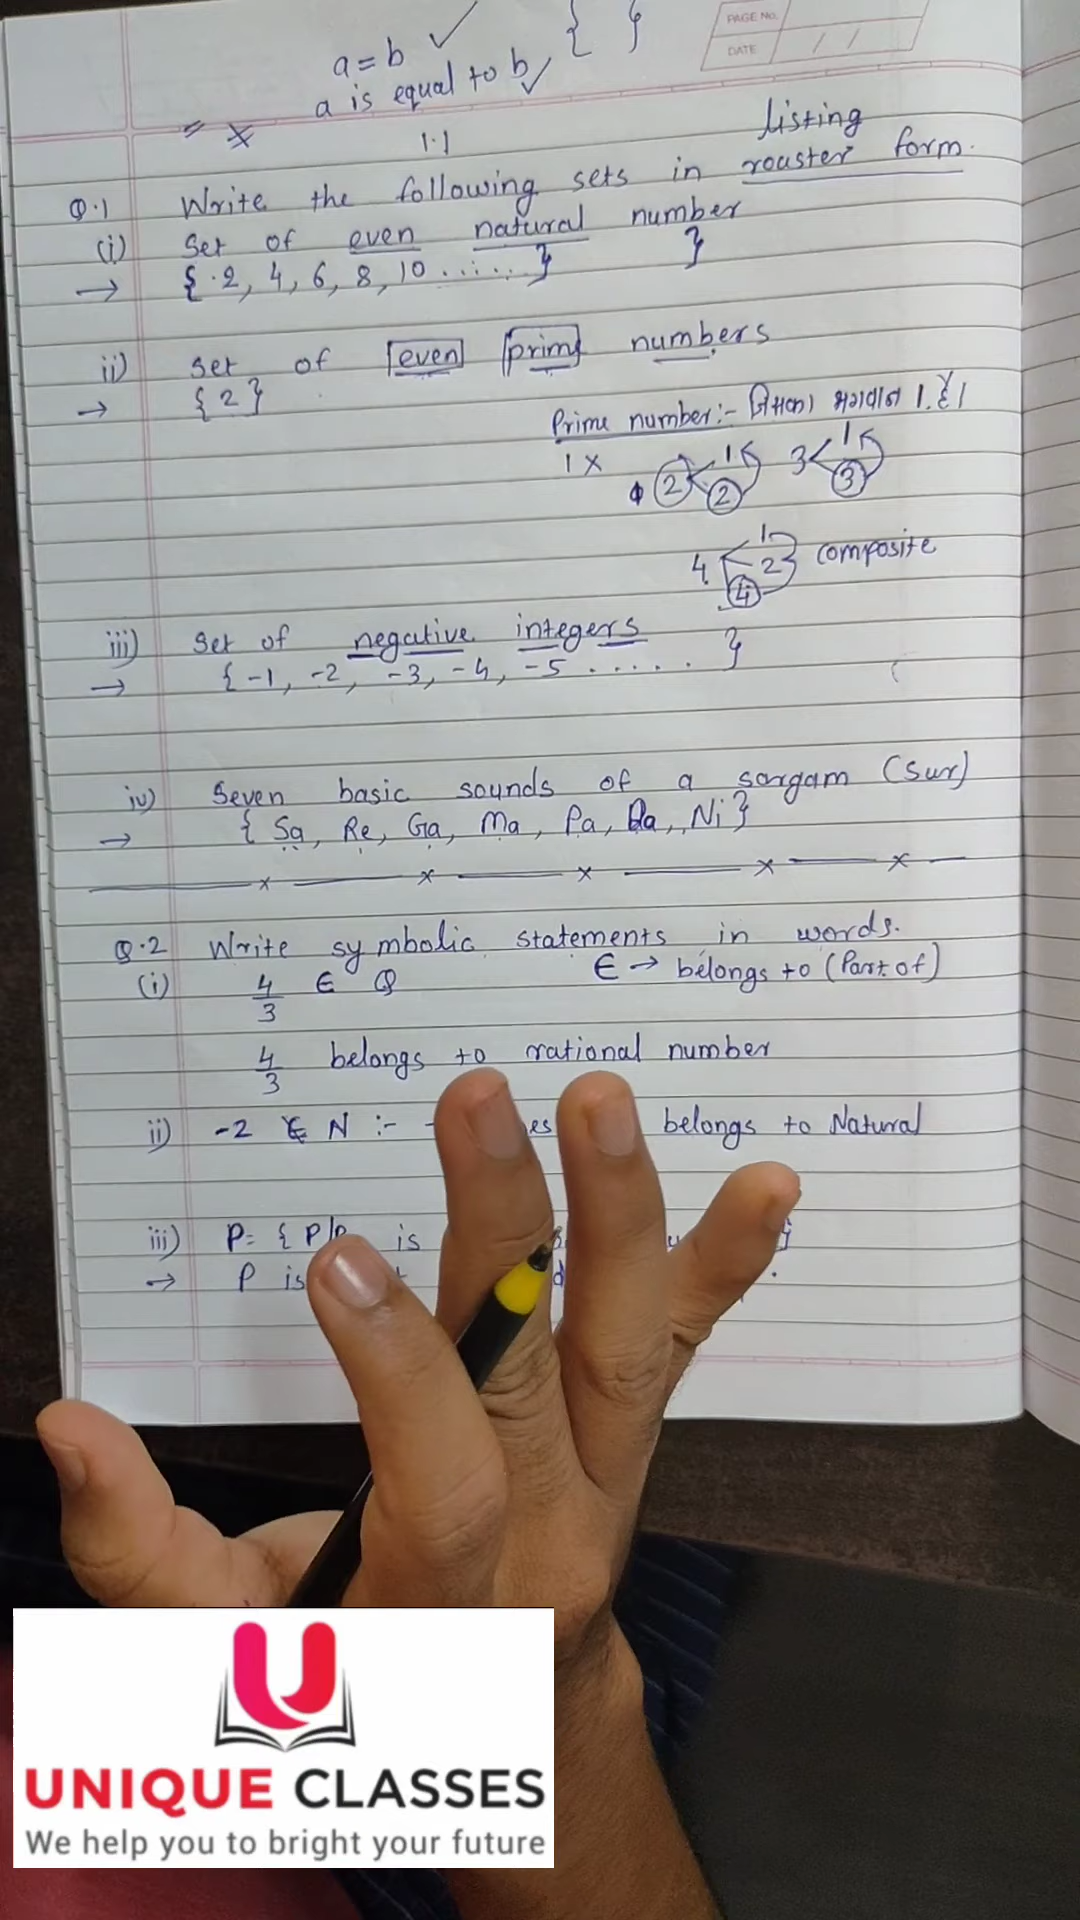 { }
PAGE No.
DATE / /
a = b ✓
a is equal to b ✓
= x
1.1
listing
Q.1 Write the following sets in rouster form.
(i) Set of even natural number
→ { 2, 4, 6, 8, 10 ...... } }
ii) set of even prime numbers
→ { 2 }
Prime number:- जिसका भगवान 1 है।
1 x 2 < 1 2 3 < 1 3
4 < 1 2 4 composite
iii) Set of negative integers
→ { -1, -2, -3, -4, -5 ...... }
iv) Seven basic sounds of a sargam (sur)
→ { Sa, Re, Ga, Ma, Pa, Da, Ni }
x x x x x
Q.2 Write symbolic statements in words.
(i) 4/3 ∈ Q ∈ → belongs to (Part of)
4/3 belongs to rational number
ii) -2 ∉ N :- es belongs to Natural
iii) P = { P/P is }
→ P is
UNIQUE CLASSES
We help you to bright your future